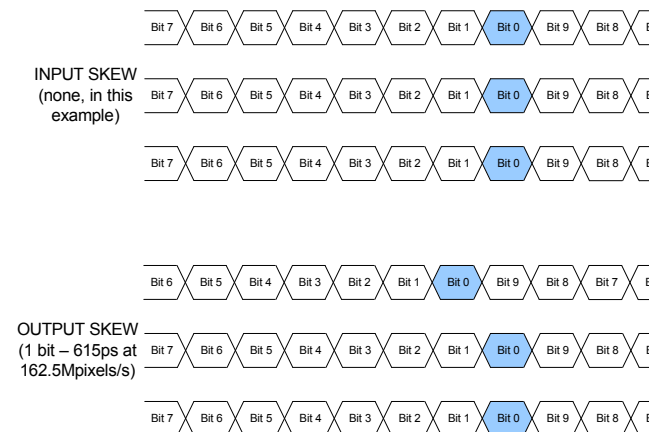 Bit 7 Bit 6 Bit 5 Bit 4 Bit 3 Bit 2 Bit 1 Bit 0 Bit 9 Bit 8
INPUT SKEW
(none, in this
example)
Bit 7 Bit 6 Bit 5 Bit 4 Bit 3 Bit 2 Bit 1 Bit 0 Bit 9 Bit 8
Bit 7 Bit 6 Bit 5 Bit 4 Bit 3 Bit 2 Bit 1 Bit 0 Bit 9 Bit 8
Bit 6 Bit 5 Bit 4 Bit 3 Bit 2 Bit 1 Bit 0 Bit 9 Bit 8 Bit 7
OUTPUT SKEW
(1 bit – 615ps at
162.5Mpixels/s)
Bit 7 Bit 6 Bit 5 Bit 4 Bit 3 Bit 2 Bit 1 Bit 0 Bit 9 Bit 8
Bit 7 Bit 6 Bit 5 Bit 4 Bit 3 Bit 2 Bit 1 Bit 0 Bit 9 Bit 8